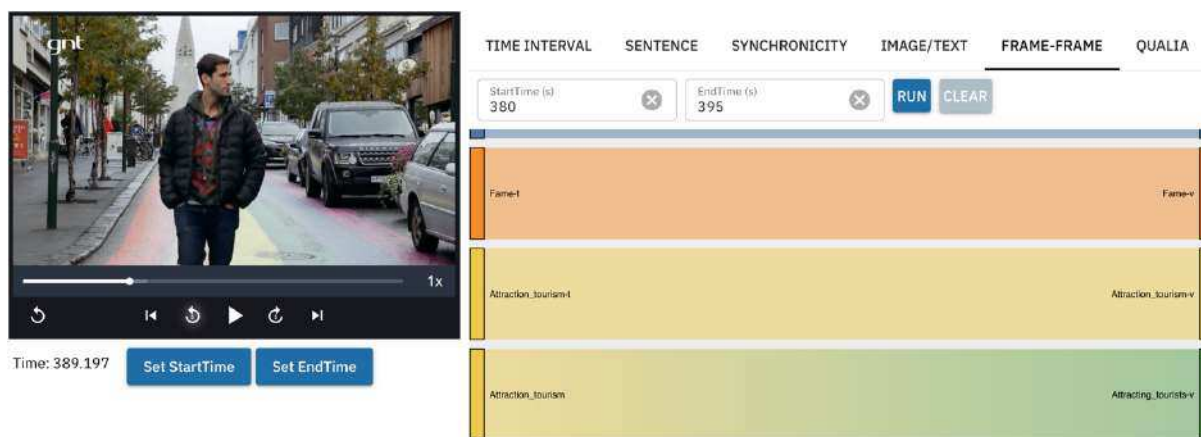 gnt
1x
Time: 389.197
Set StartTime
Set EndTime
TIME INTERVAL
SENTENCE
SYNCHRONICITY
IMAGE/TEXT
FRAME-FRAME
QUALIA
StartTime (s)
380
EndTime (s)
395
RUN
CLEAR
Fame-t
Fame-v
Attraction_tourism-t
Attraction_tourism-v
Attraction_tourism
Attracting_tourists-v